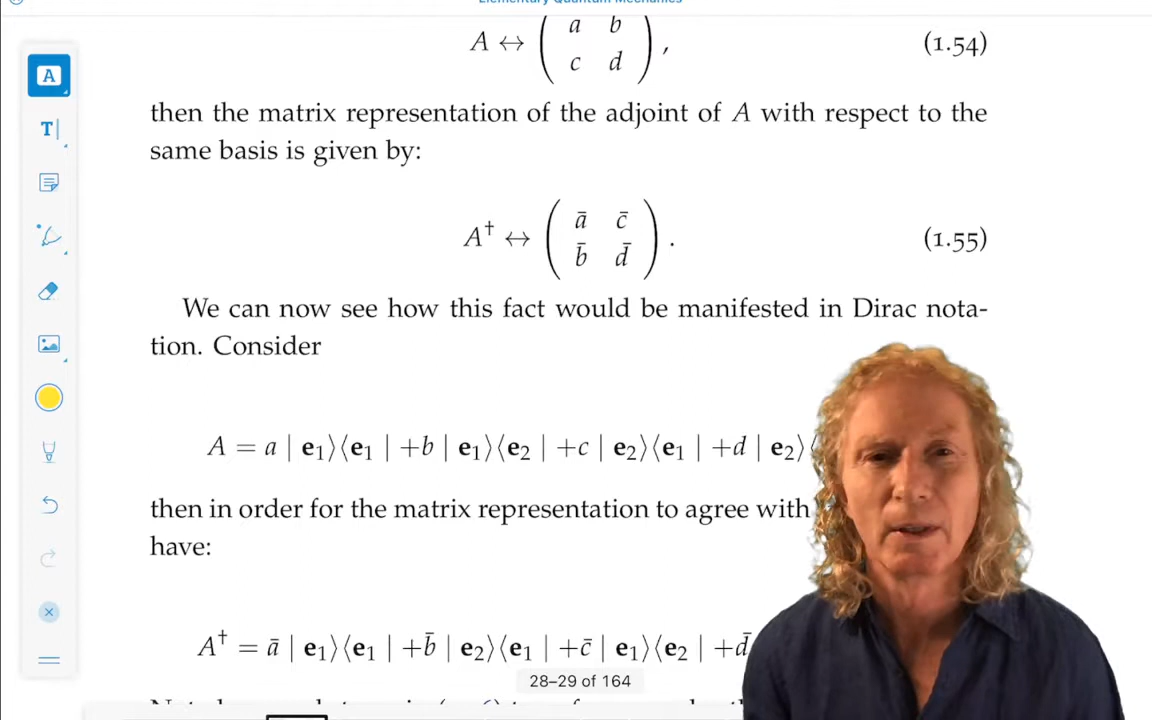 Elementary Quantum Mechanics
A ↔ ( a b
c d ) , (1.54)
then the matrix representation of the adjoint of A with respect to the
same basis is given by:
A† ↔ ( ā c̄
b̄ d̄ ) . (1.55)
We can now see how this fact would be manifested in Dirac nota-
tion. Consider
A = a | e₁⟩⟨e₁ | +b | e₁⟩⟨e₂ | +c | e₂⟩⟨e₁ | +d | e₂⟩⟨
then in order for the matrix representation to agree with
have:
A† = ā | e₁⟩⟨e₁ | +b̄ | e₂⟩⟨e₁ | +c̄ | e₁⟩⟨e₂ | +d̄
28–29 of 164
A
T|